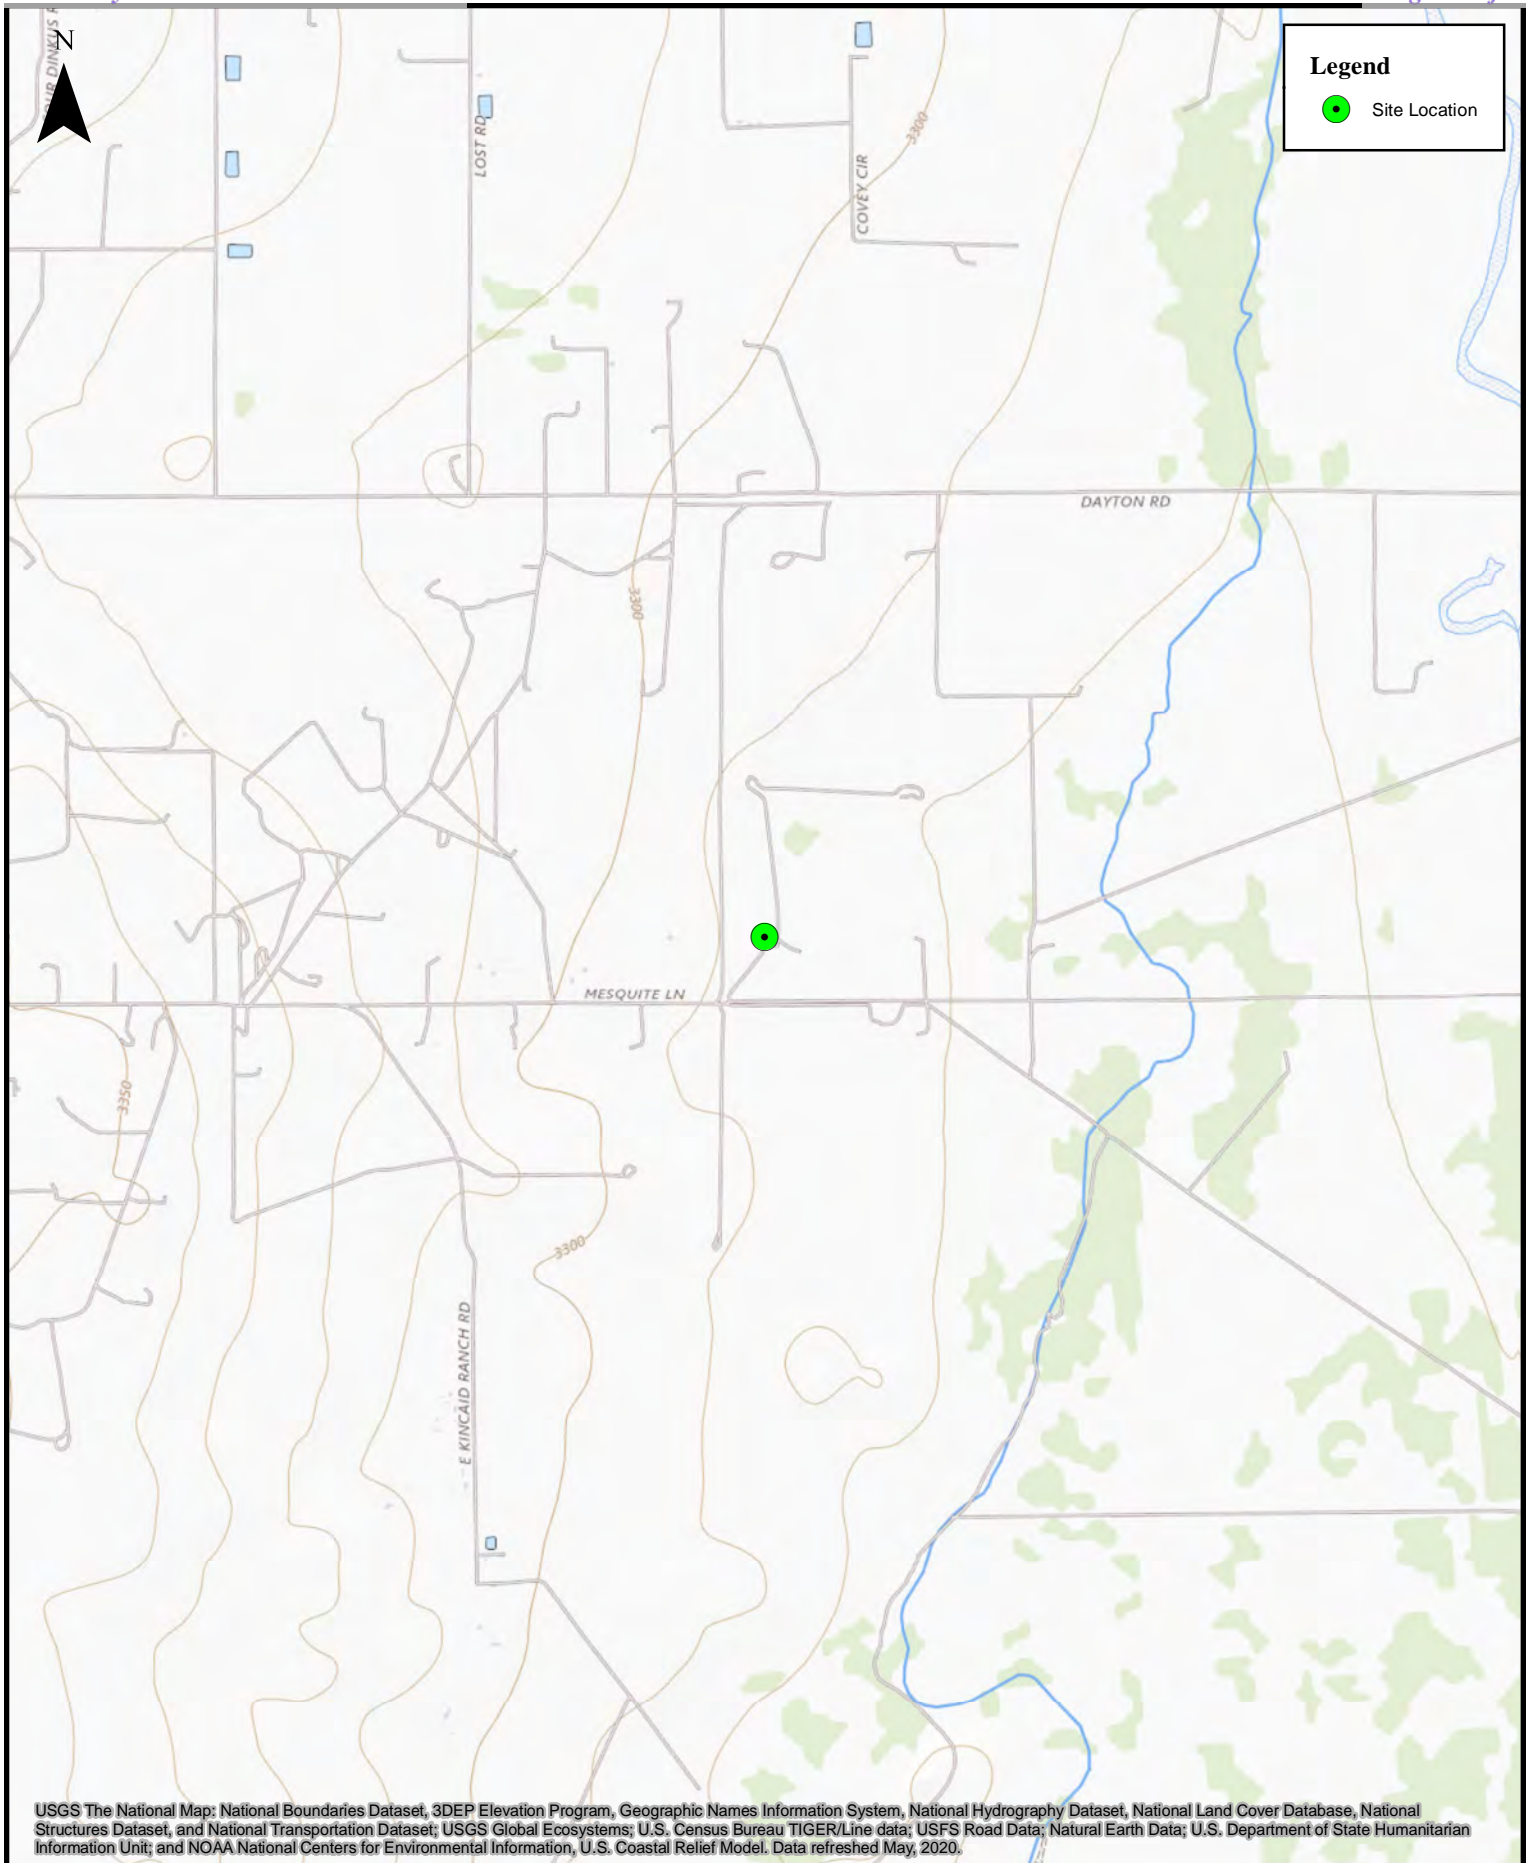 N
Legend
Site Location
LOST RD
COVEY CIR
3300
DAYTON RD
3300
MESQUITE LN
3350
3300
E KINCAID RANCH RD
USGS The National Map: National Boundaries Dataset, 3DEP Elevation Program, Geographic Names Information System, National Hydrography Dataset, National Land Cover Database, National
Structures Dataset, and National Transportation Dataset; USGS Global Ecosystems; U.S. Census Bureau TIGER/Line data; USFS Road Data; Natural Earth Data; U.S. Department of State Humanitarian
Information Unit; and NOAA National Centers for Environmental Information, U.S. Coastal Relief Model. Data refreshed May, 2020.